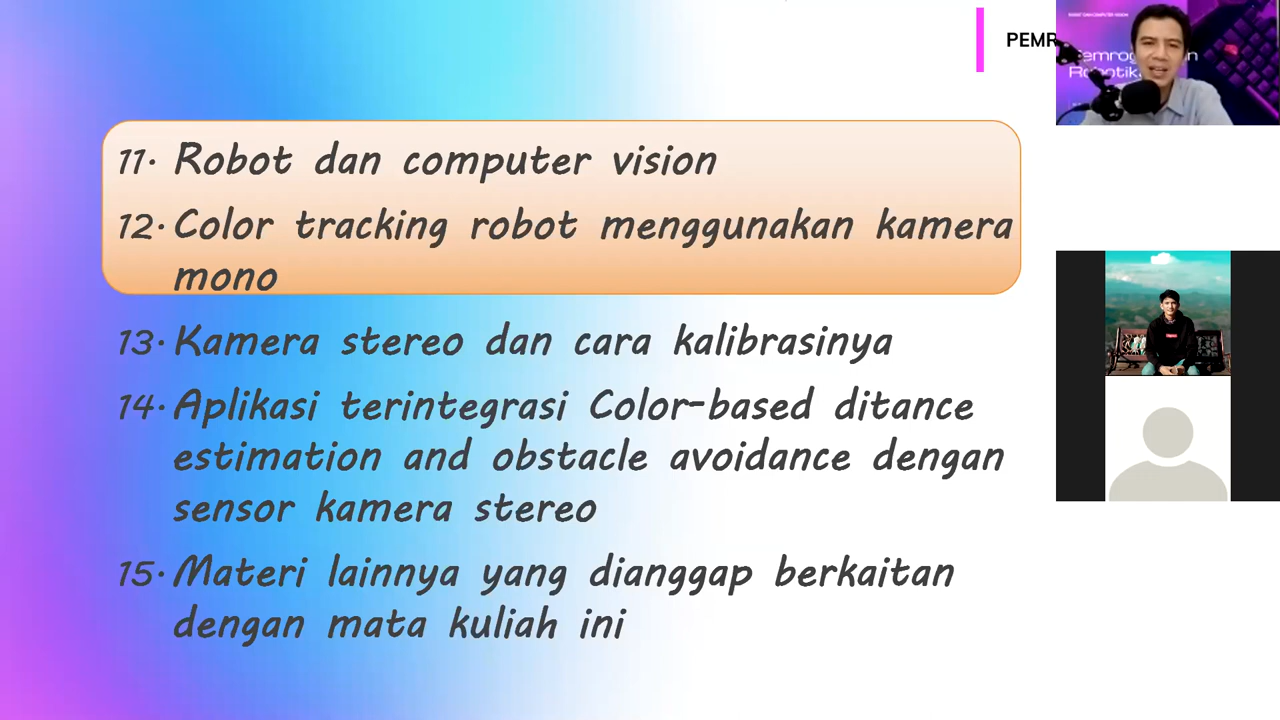 PEMR
11. Robot dan computer vision
12. Color tracking robot menggunakan kamera
mono
13. Kamera stereo dan cara kalibrasinya
14. Aplikasi terintegrasi Color-based ditance
estimation and obstacle avoidance dengan
sensor kamera stereo
15. Materi lainnya yang dianggap berkaitan
dengan mata kuliah ini